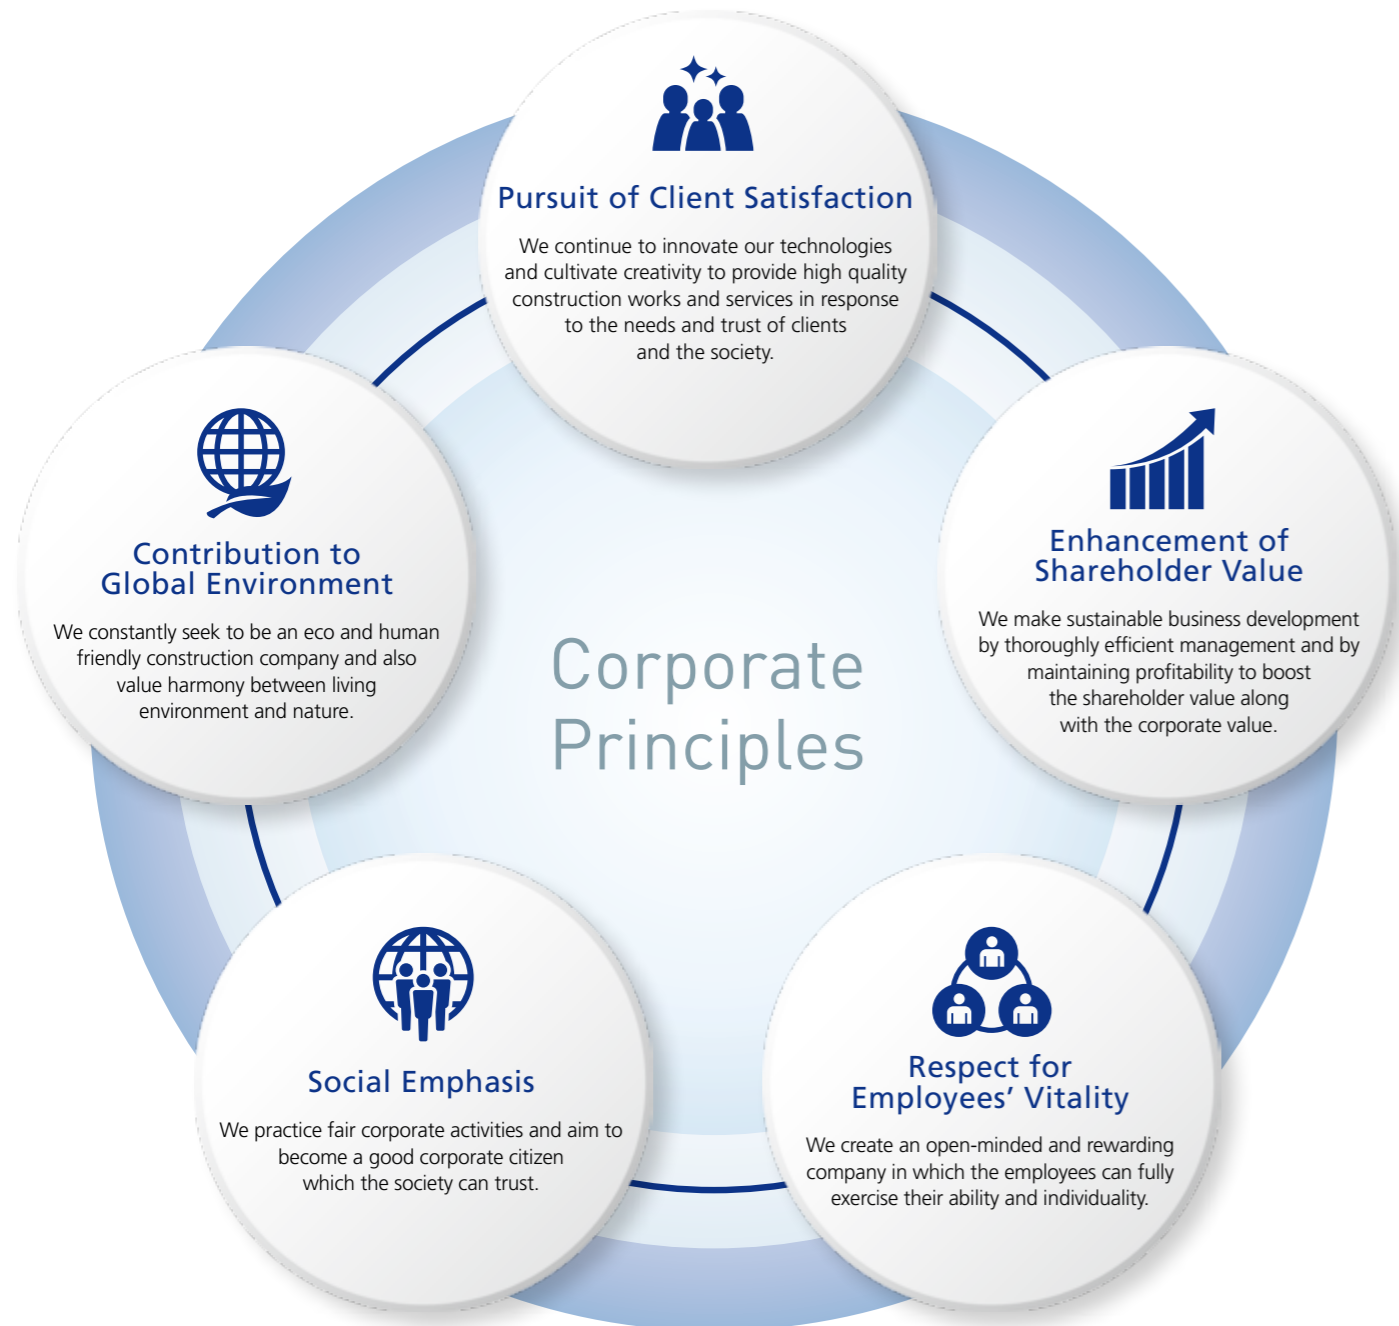 Pursuit of Client Satisfaction
We continue to innovate our technologies
and cultivate creativity to provide high quality
construction works and services in response
to the needs and trust of clients
and the society.
Enhancement of
Shareholder Value
We make sustainable business development
by thoroughly efficient management and by
maintaining profitability to boost
the shareholder value along
with the corporate value.
Contribution to
Global Environment
We constantly seek to be an eco and human
friendly construction company and also
value harmony between living
environment and nature.
Corporate
Principles
Social Emphasis
We practice fair corporate activities and aim to
become a good corporate citizen
which the society can trust.
Respect for
Employees’ Vitality
We create an open-minded and rewarding
company in which the employees can fully
exercise their ability and individuality.